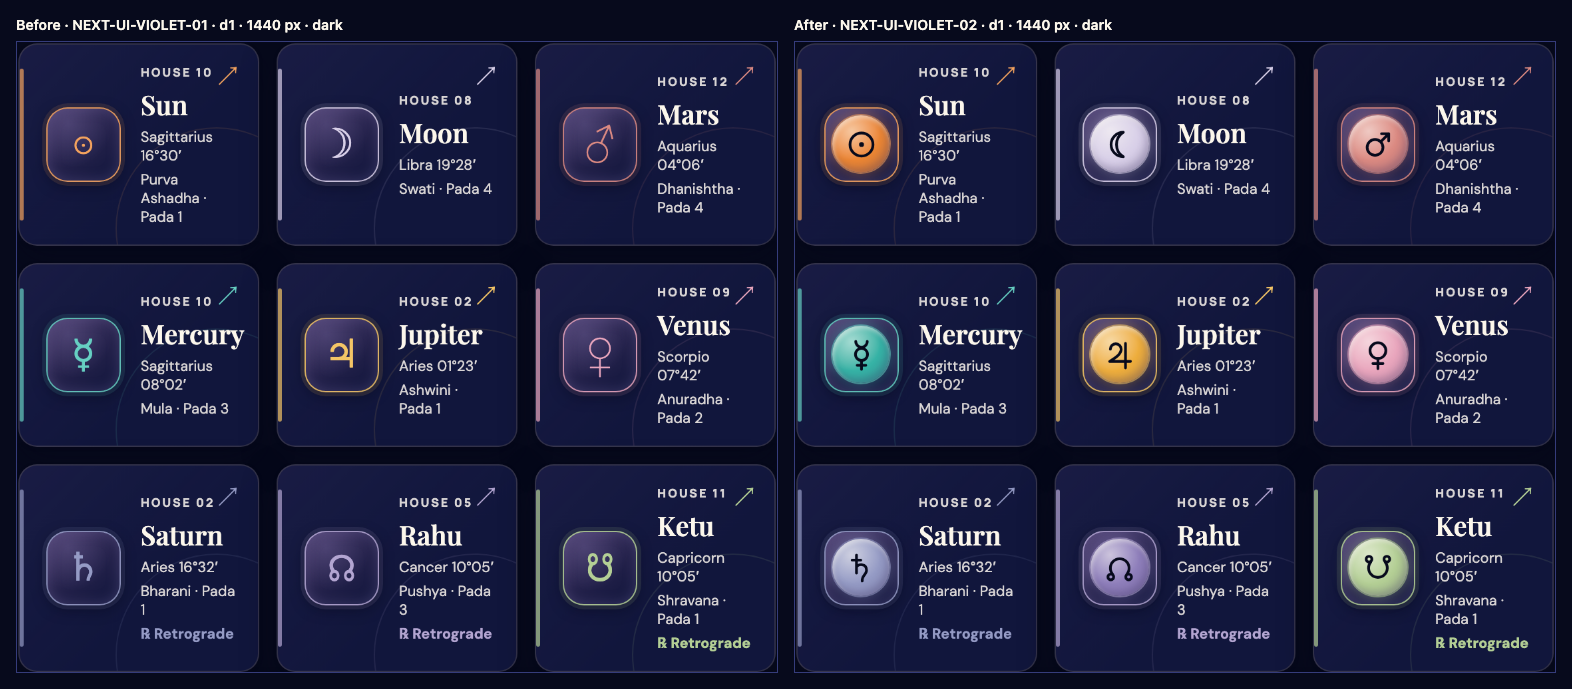 Before · NEXT-UI-VIOLET-01 · d1 · 1440 px · dark
HOUSE 10
Sun
Sagittarius
16°30′
Purva
Ashadha ·
Pada 1
HOUSE 08
Moon
Libra 19°28′
Swati · Pada 4
HOUSE 12
Mars
Aquarius
04°06′
Dhanishtha ·
Pada 4
HOUSE 10
Mercury
Sagittarius
08°02′
Mula · Pada 3
HOUSE 02
Jupiter
Aries 01°23′
Ashwini ·
Pada 1
HOUSE 09
Venus
Scorpio
07°42′
Anuradha ·
Pada 2
HOUSE 02
Saturn
Aries 16°32′
Bharani · Pada
1
℞ Retrograde
HOUSE 05
Rahu
Cancer 10°05′
Pushya · Pada
3
℞ Retrograde
HOUSE 11
Ketu
Capricorn
10°05′
Shravana ·
Pada 1
℞ Retrograde
After · NEXT-UI-VIOLET-02 · d1 · 1440 px · dark
HOUSE 10
Sun
Sagittarius
16°30′
Purva
Ashadha ·
Pada 1
HOUSE 08
Moon
Libra 19°28′
Swati · Pada 4
HOUSE 12
Mars
Aquarius
04°06′
Dhanishtha ·
Pada 4
HOUSE 10
Mercury
Sagittarius
08°02′
Mula · Pada 3
HOUSE 02
Jupiter
Aries 01°23′
Ashwini ·
Pada 1
HOUSE 09
Venus
Scorpio
07°42′
Anuradha ·
Pada 2
HOUSE 02
Saturn
Aries 16°32′
Bharani · Pada
1
℞ Retrograde
HOUSE 05
Rahu
Cancer 10°05′
Pushya · Pada
3
℞ Retrograde
HOUSE 11
Ketu
Capricorn
10°05′
Shravana ·
Pada 1
℞ Retrograde